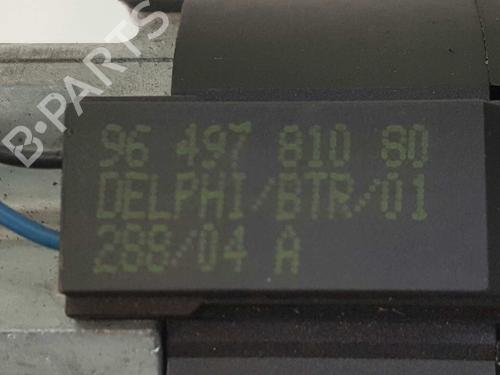 96 497 810 80
DELPHI/BTR/01
288/04 A
B-PARTS